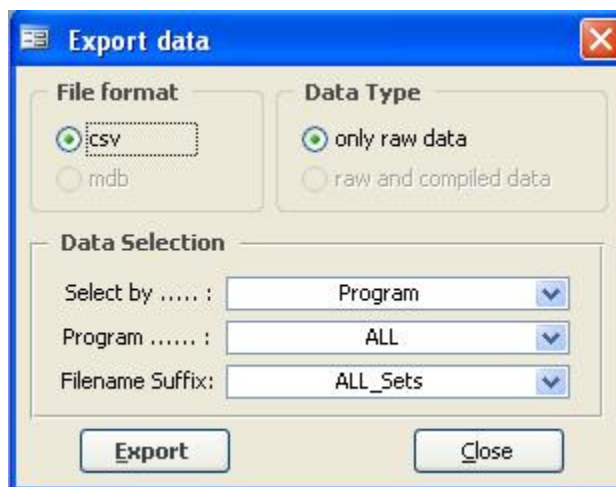 Export data
File format
Data Type
csv
only raw data
mdb
raw and compiled data
Data Selection
Select by ..... : Program
Program ...... : ALL
Filename Suffix: ALL_Sets
Export Close